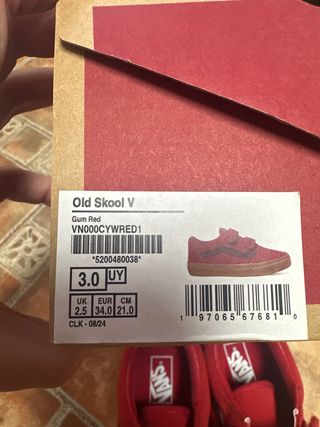 Old Skool V
Gum Red
VN000CYWRED1
*5200480038*
3.0 UY
UK EUR CM
2.5 34.0 21.0
CLK - 08/24
1 97065 67681 0
VANS
VANS